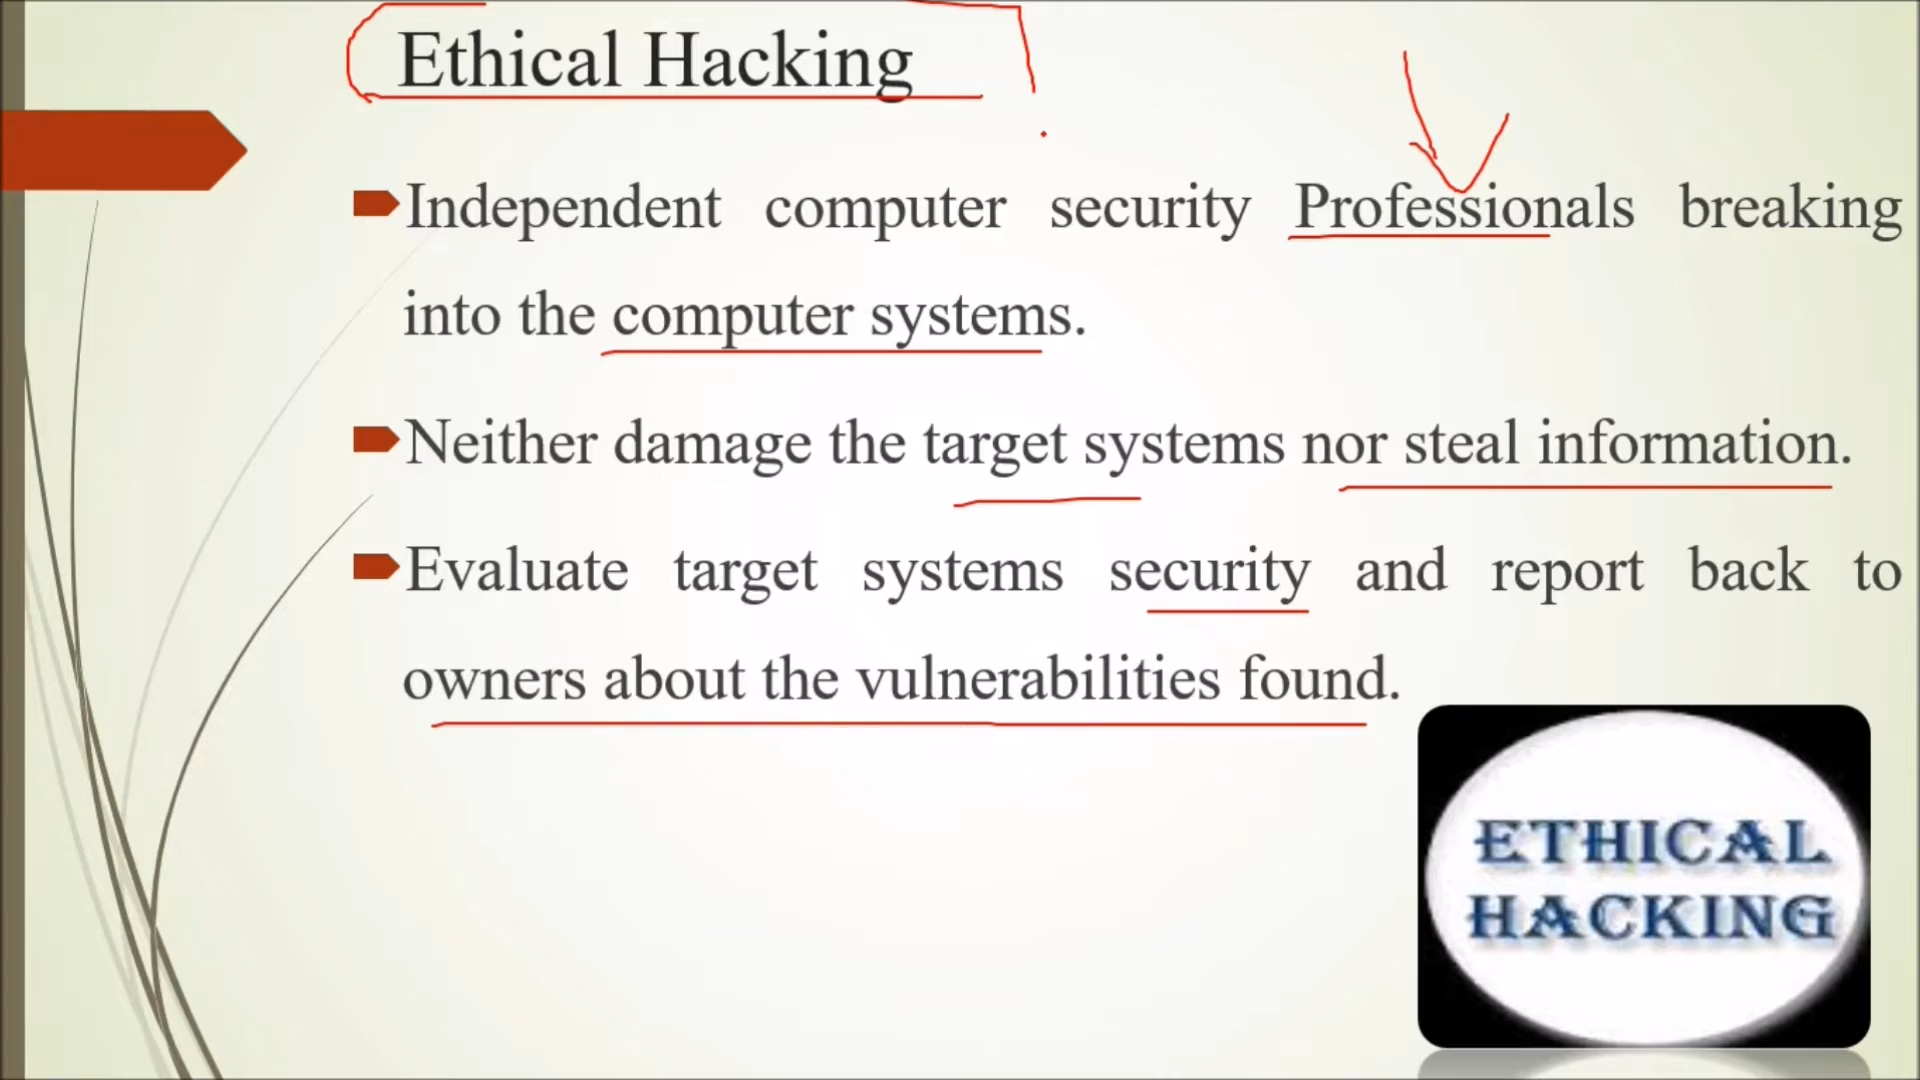 Ethical Hacking
Independent computer security Professionals breaking
into the computer systems.
Neither damage the target systems nor steal information.
Evaluate target systems security and report back to
owners about the vulnerabilities found.
ETHICAL
HACKING